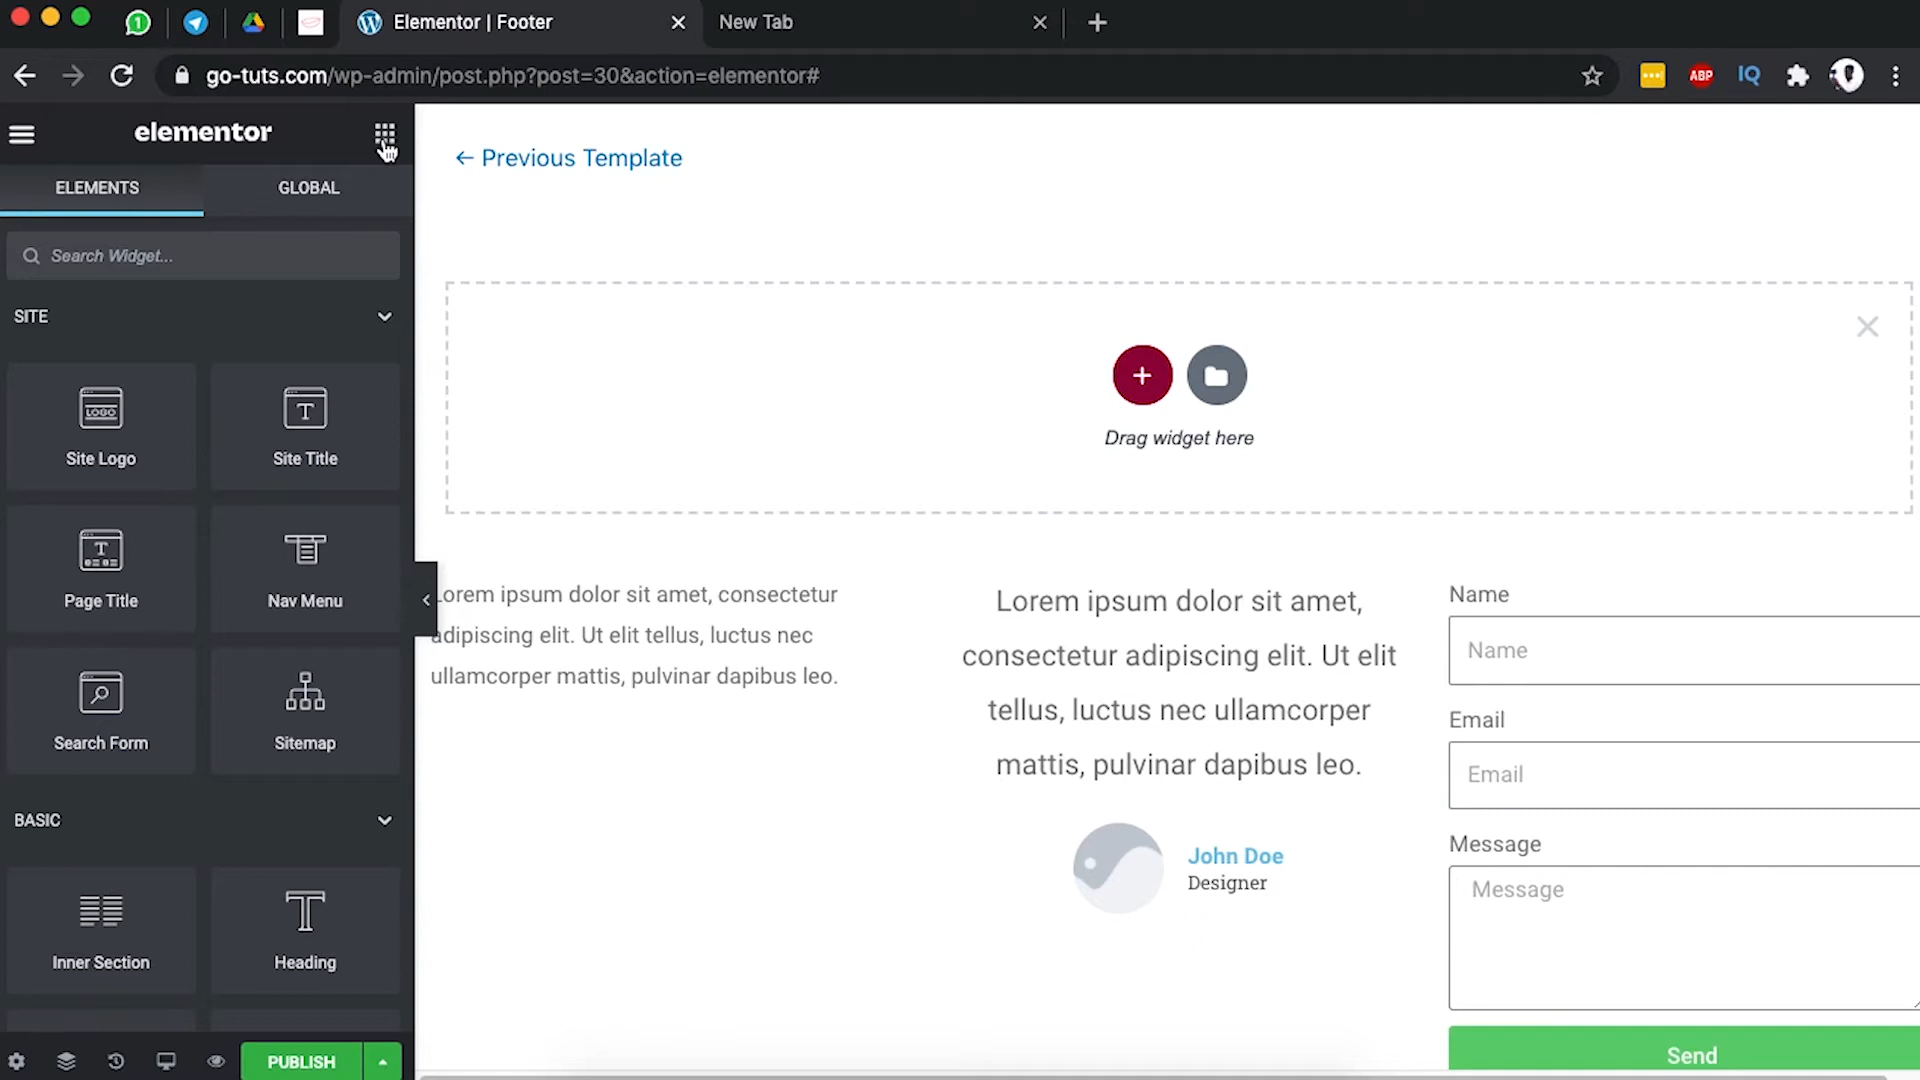 Elementor | Footer
New Tab
go-tuts.com/wp-admin/post.php?post=30&action=elementor#
ABP
IQ
elementor
ELEMENTS
GLOBAL
Search Widget...
SITE
LOGO
Site Logo
T
Site Title
T
Page Title
Nav Menu
Search Form
Sitemap
BASIC
Inner Section
T
Heading
PUBLISH
← Previous Template
Drag widget here
Lorem ipsum dolor sit amet, consectetur
adipiscing elit. Ut elit tellus, luctus nec
ullamcorper mattis, pulvinar dapibus leo.
Lorem ipsum dolor sit amet,
consectetur adipiscing elit. Ut elit
tellus, luctus nec ullamcorper
mattis, pulvinar dapibus leo.
John Doe
Designer
Name
Name
Email
Email
Message
Message
Send